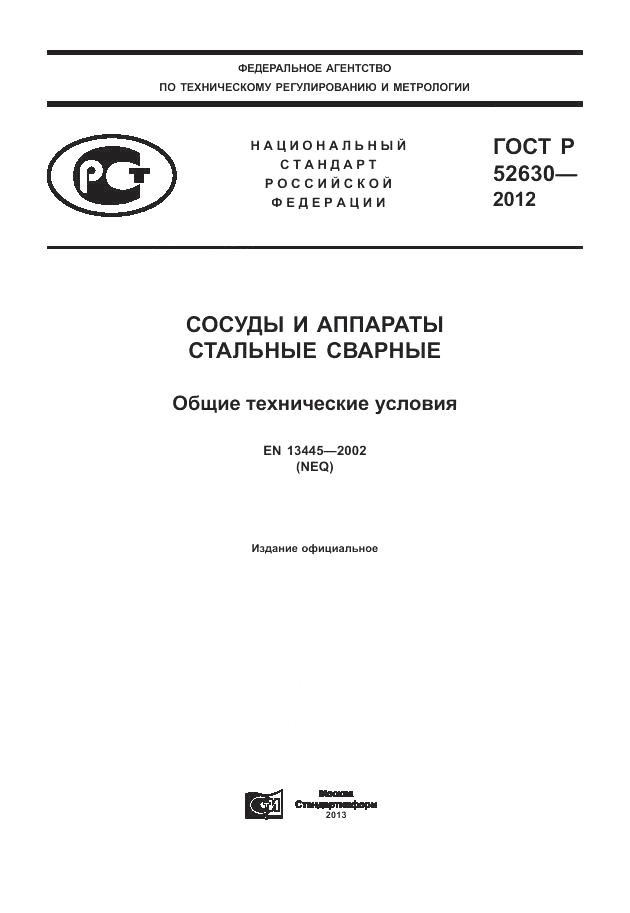 ФЕДЕРАЛЬНОЕ АГЕНТСТВО
ПО ТЕХНИЧЕСКОМУ РЕГУЛИРОВАНИЮ И МЕТРОЛОГИИ
РСТ
НАЦИОНАЛЬНЫЙ
СТАНДАРТ
РОССИЙСКОЙ
ФЕДЕРАЦИИ
ГОСТ Р
52630—
2012
СОСУДЫ И АППАРАТЫ
СТАЛЬНЫЕ СВАРНЫЕ
Общие технические условия
EN 13445—2002
(NEQ)
Издание официальное
Москва
Стандартинформ
2013